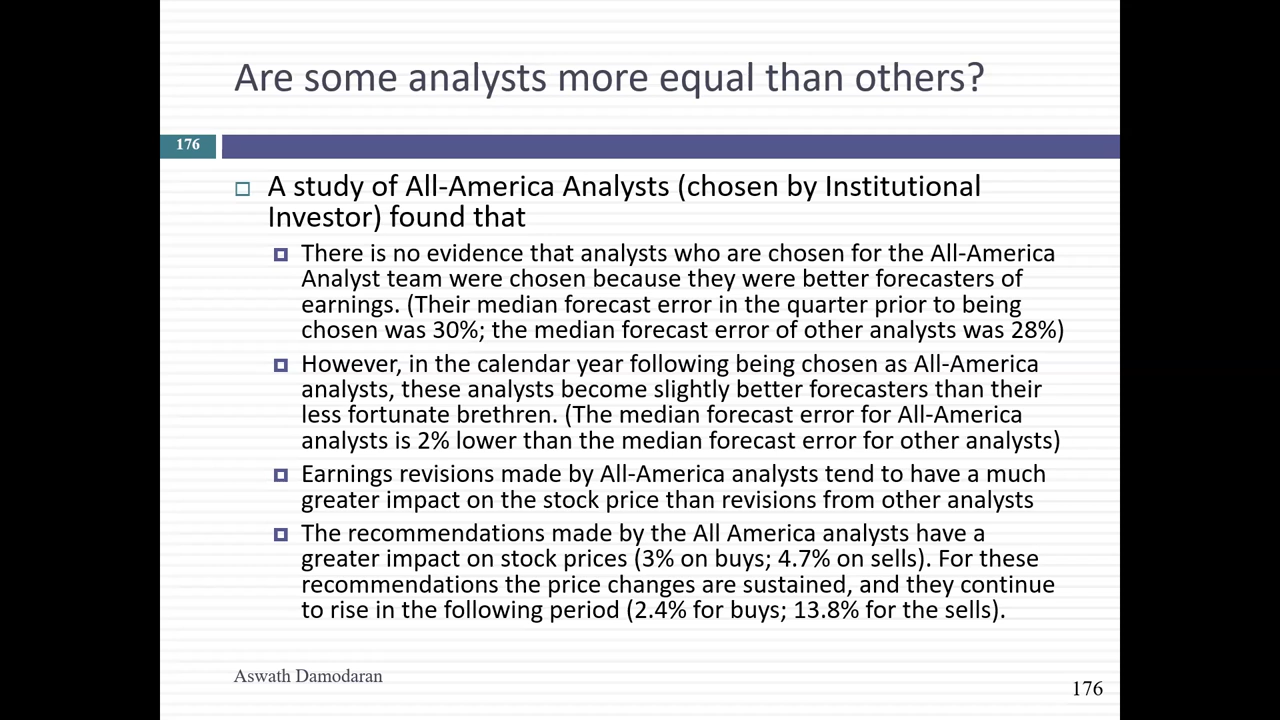 Are some analysts more equal than others?
176
A study of All-America Analysts (chosen by Institutional
Investor) found that
There is no evidence that analysts who are chosen for the All-America
Analyst team were chosen because they were better forecasters of
earnings. (Their median forecast error in the quarter prior to being
chosen was 30%; the median forecast error of other analysts was 28%)
However, in the calendar year following being chosen as All-America
analysts, these analysts become slightly better forecasters than their
less fortunate brethren. (The median forecast error for All-America
analysts is 2% lower than the median forecast error for other analysts)
Earnings revisions made by All-America analysts tend to have a much
greater impact on the stock price than revisions from other analysts
The recommendations made by the All America analysts have a
greater impact on stock prices (3% on buys; 4.7% on sells). For these
recommendations the price changes are sustained, and they continue
to rise in the following period (2.4% for buys; 13.8% for the sells).
Aswath Damodaran
176